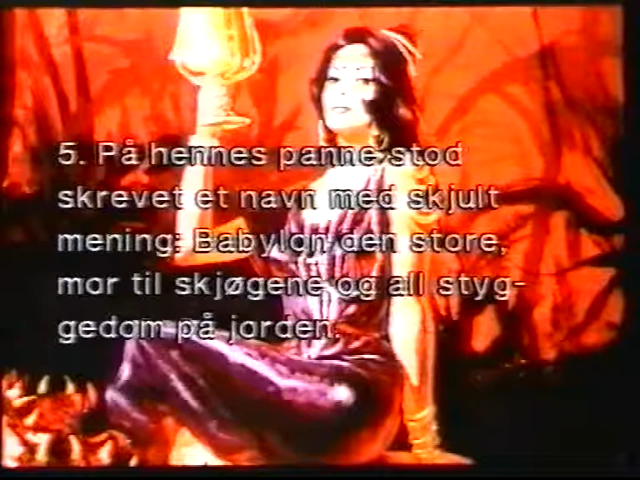 5. På hennes panne stod
skrevet et navn med skjult
mening: Babylon den store,
mor til skjøgene og all styg-
gedom på jorden.